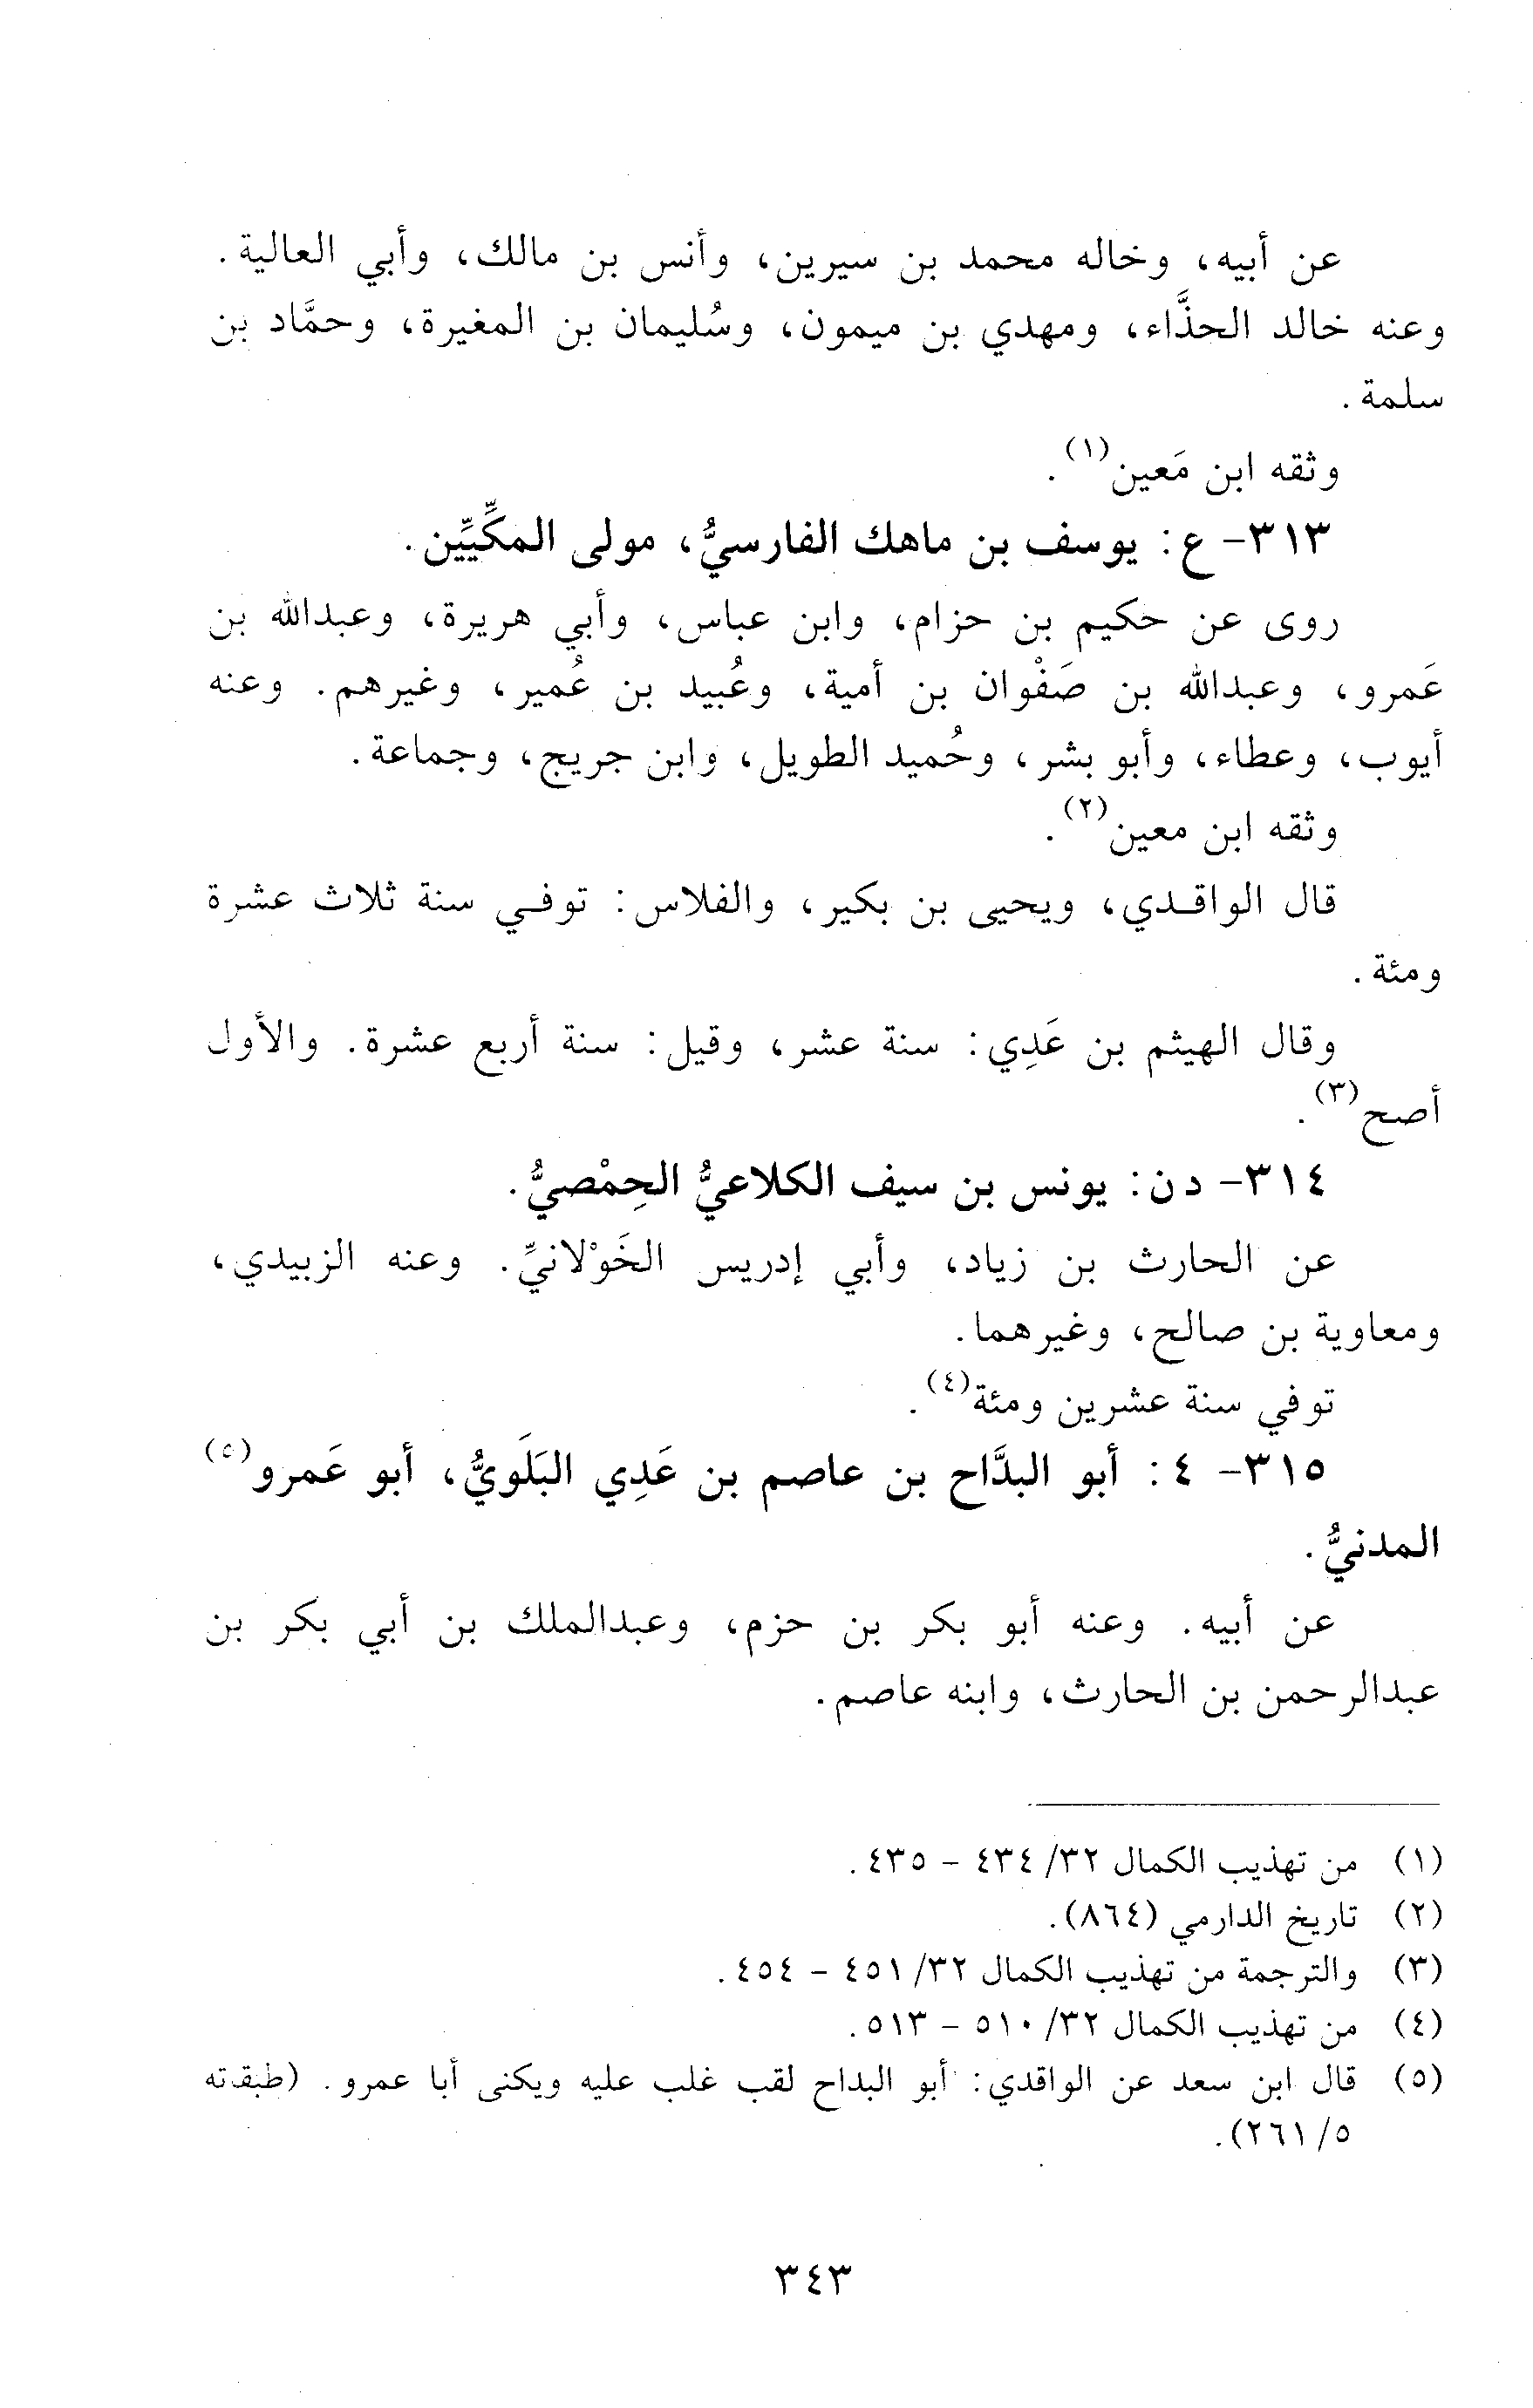 عن أبيه، وخاله محمد بن سيرين، وأنس بن مالك، وأبي العالية.
وعنه خالد الحذَّاء، ومهدي بن ميمون، وسُليمان بن المغيرة، وحمَّاد بن
سلمة.
وثقه ابن مَعين(١).
٣١٣- ع: يوسف بن ماهك الفارسيُّ، مولى المكِّيِّين.
روى عن حكيم بن حزام، وابن عباس، وأبي هريرة، وعبدالله بن
عَمرو، وعبدالله بن صَفْوان بن أمية، وعُبيد بن عُمير، وغيرهم. وعنه
أيوب، وعطاء، وأبو بشر، وحُميد الطويل، وابن جريج، وجماعة.
وثقه ابن معين(٢).
قال الواقدي، ويحيى بن بكير، والفلاس: توفي سنة ثلاث عشرة
ومئة.
وقال الهيثم بن عَدِي: سنة عشر، وقيل: سنة أربع عشرة. والأول
أصح(٣).
٣١٤- د ن: يونس بن سيف الكلاعيُّ الحِمْصيُّ.
عن الحارث بن زياد، وأبي إدريس الخَوْلانيِّ. وعنه الزبيدي،
ومعاوية بن صالح، وغيرهما.
توفي سنة عشرين ومئة(٤).
٣١٥- ٤: أبو البدَّاح بن عاصم بن عَدِي البَلَويُّ، أبو عَمرو(٥)
المدنيُّ.
عن أبيه. وعنه أبو بكر بن حزم، وعبدالملك بن أبي بكر بن
عبدالرحمن بن الحارث، وابنه عاصم.
(١) من تهذيب الكمال ٣٢/ ٤٣٤ - ٤٣٥.
(٢) تاريخ الدارمي (٨٦٤).
(٣) والترجمة من تهذيب الكمال ٣٢/ ٤٥١ - ٤٥٤.
(٤) من تهذيب الكمال ٣٢/ ٥١٠ - ٥١٣.
(٥) قال ابن سعد عن الواقدي: أبو البداح لقب غلب عليه ويكنى أبا عمرو. (طبقاته
٥/ ٢٦١).
٣٤٣